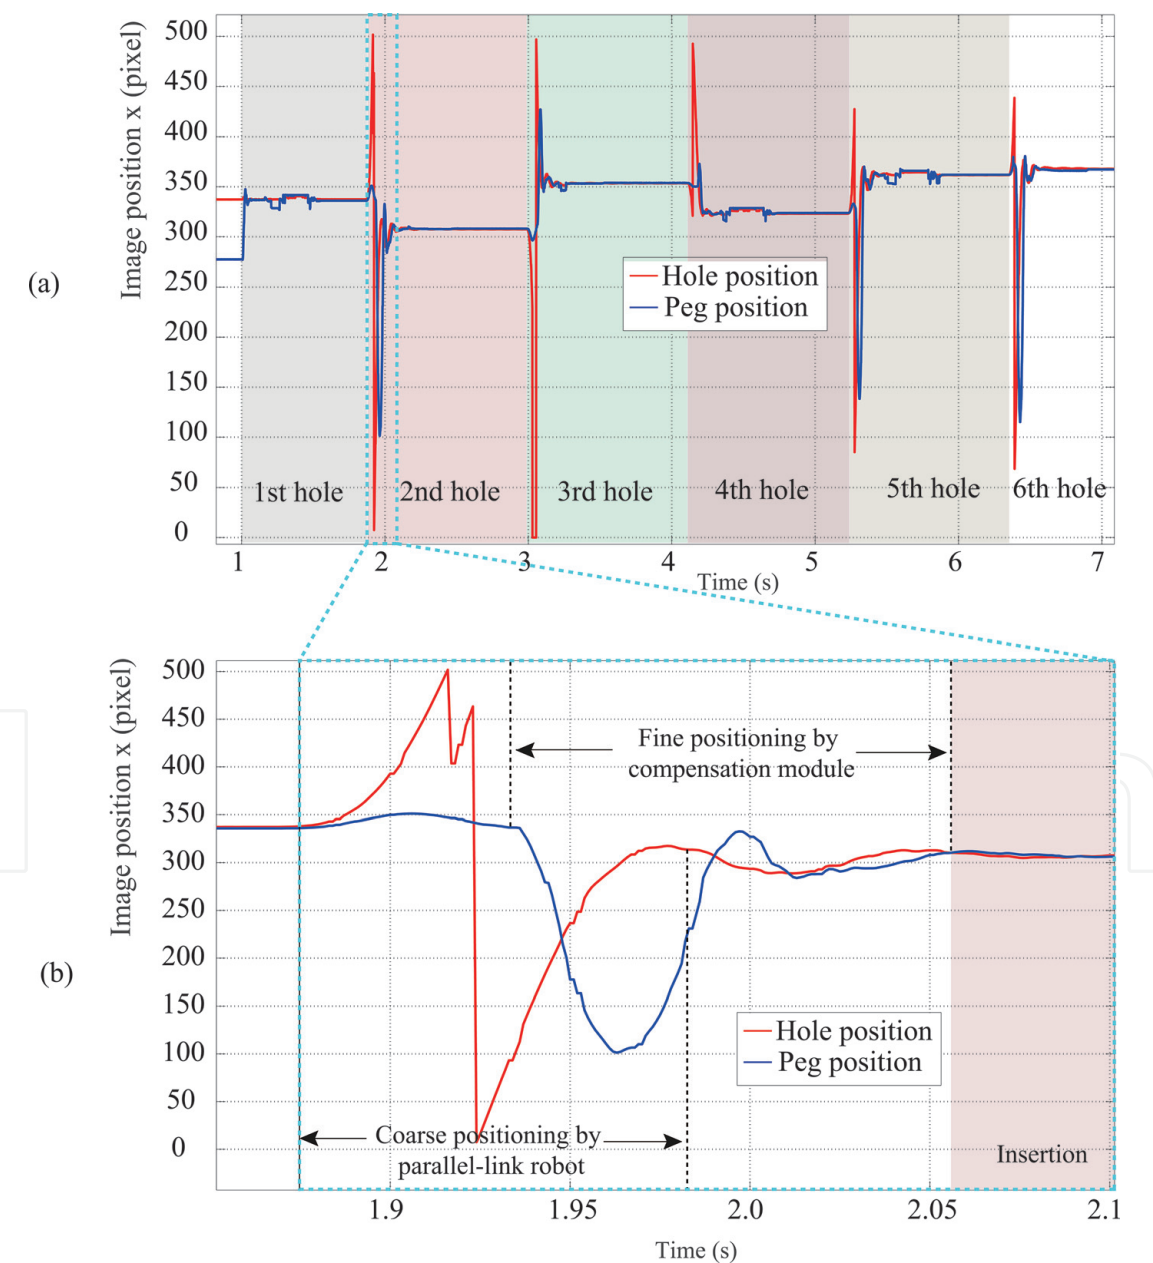 (a)
Image position x (pixel)
500
450
400
350
300
250
200
150
100
50
0
Hole position
Peg position
1st hole
2nd hole
3rd hole
4th hole
5th hole
6th hole
1
2
3
4
5
6
7
Time (s)
(b)
Image position x (pixel)
500
450
400
350
300
250
200
150
100
50
0
Fine positioning by
compensation module
Hole position
Peg position
Coarse positioning by
parallel-link robot
Insertion
1.9
1.95
2.0
2.05
2.1
Time (s)